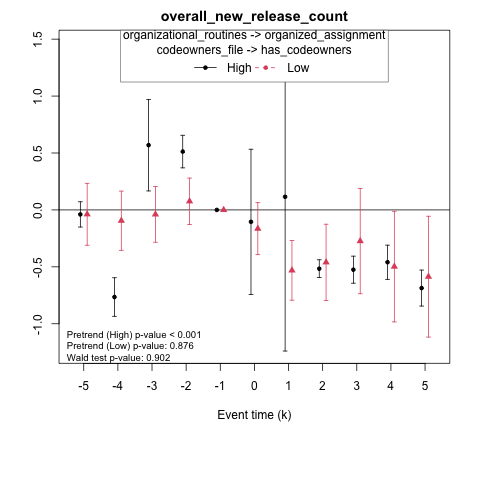 overall_new_release_count
organizational_routines -> organized_assignment
codeowners_file -> has_codeowners
High Low
1.5
1.0
0.5
0.0
-0.5
-1.0
Pretrend (High) p-value < 0.001
Pretrend (Low) p-value: 0.876
Wald test p-value: 0.902
-5 -4 -3 -2 -1 0 1 2 3 4 5
Event time (k)